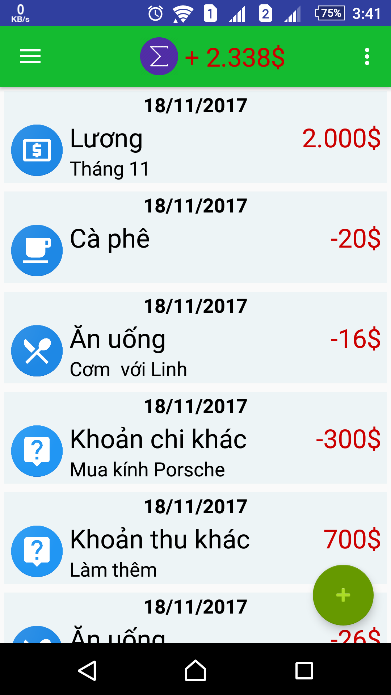 0
KB/s
1
2
75%
3:41
Σ + 2.338$
18/11/2017
Lương 2.000$
Tháng 11
18/11/2017
Cà phê -20$
18/11/2017
Ăn uống -16$
Cơm với Linh
18/11/2017
Khoản chi khác -300$
Mua kính Porsche
18/11/2017
Khoản thu khác 700$
Làm thêm
18/11/2017
Ăn uống -26$